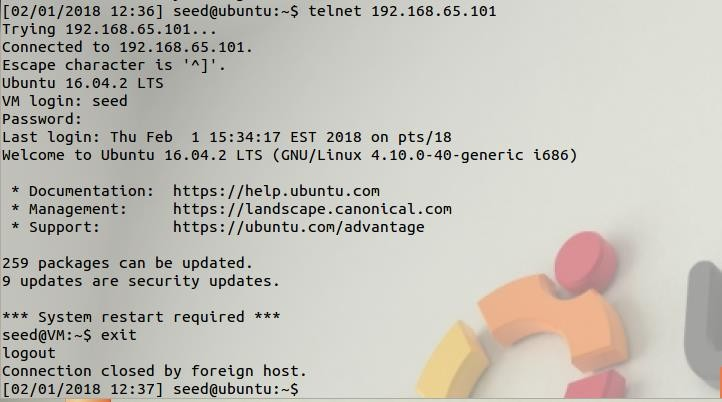 [02/01/2018 12:36] seed@ubuntu:~$ telnet 192.168.65.101
Trying 192.168.65.101...
Connected to 192.168.65.101.
Escape character is '^]'.
Ubuntu 16.04.2 LTS
VM login: seed
Password:
Last login: Thu Feb  1 15:34:17 EST 2018 on pts/18
Welcome to Ubuntu 16.04.2 LTS (GNU/Linux 4.10.0-40-generic i686)

 * Documentation:  https://help.ubuntu.com
 * Management:     https://landscape.canonical.com
 * Support:        https://ubuntu.com/advantage

259 packages can be updated.
9 updates are security updates.

*** System restart required ***
seed@VM:~$ exit
logout
Connection closed by foreign host.
[02/01/2018 12:37] seed@ubuntu:~$